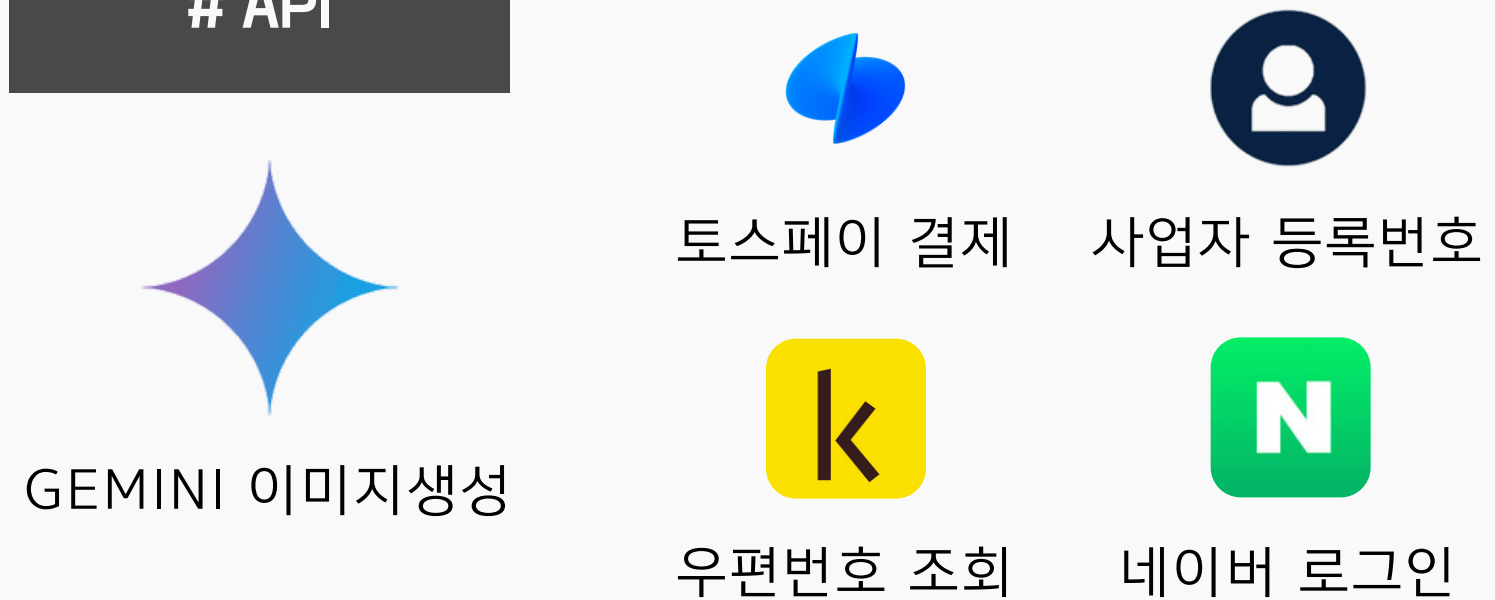 # API
토스페이 결제
사업자 등록번호
k
N
GEMINI 이미지생성
우편번호 조회
네이버 로그인